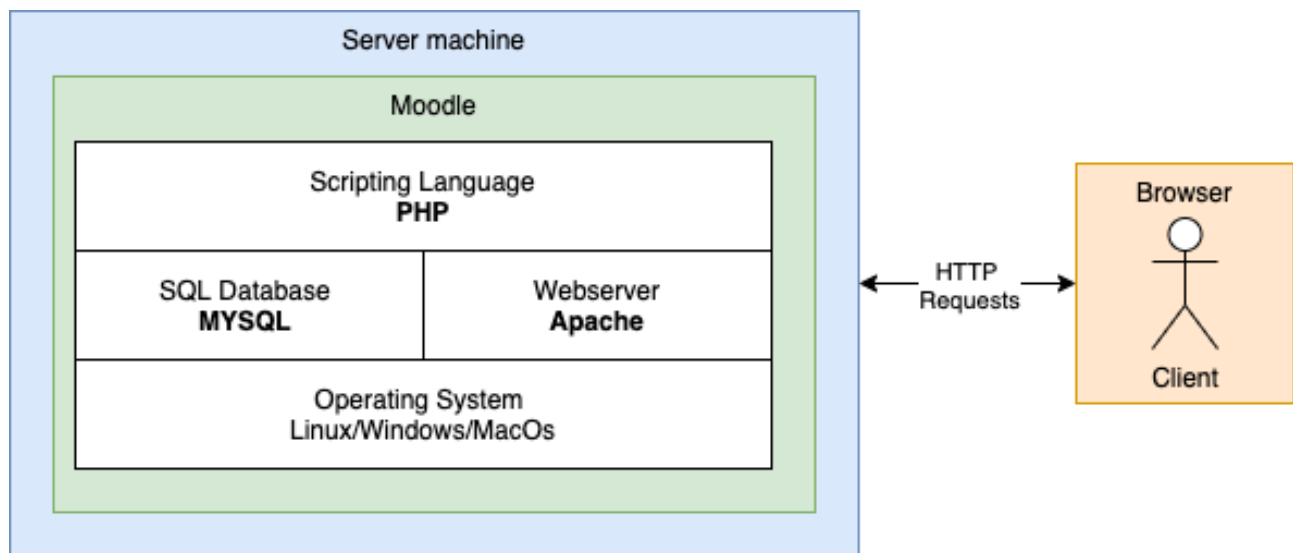 Server machine
Moodle
Scripting Language
PHP
SQL Database
MYSQL
Webserver
Apache
Operating System
Linux/Windows/MacOs
HTTP
Requests
Browser
Client